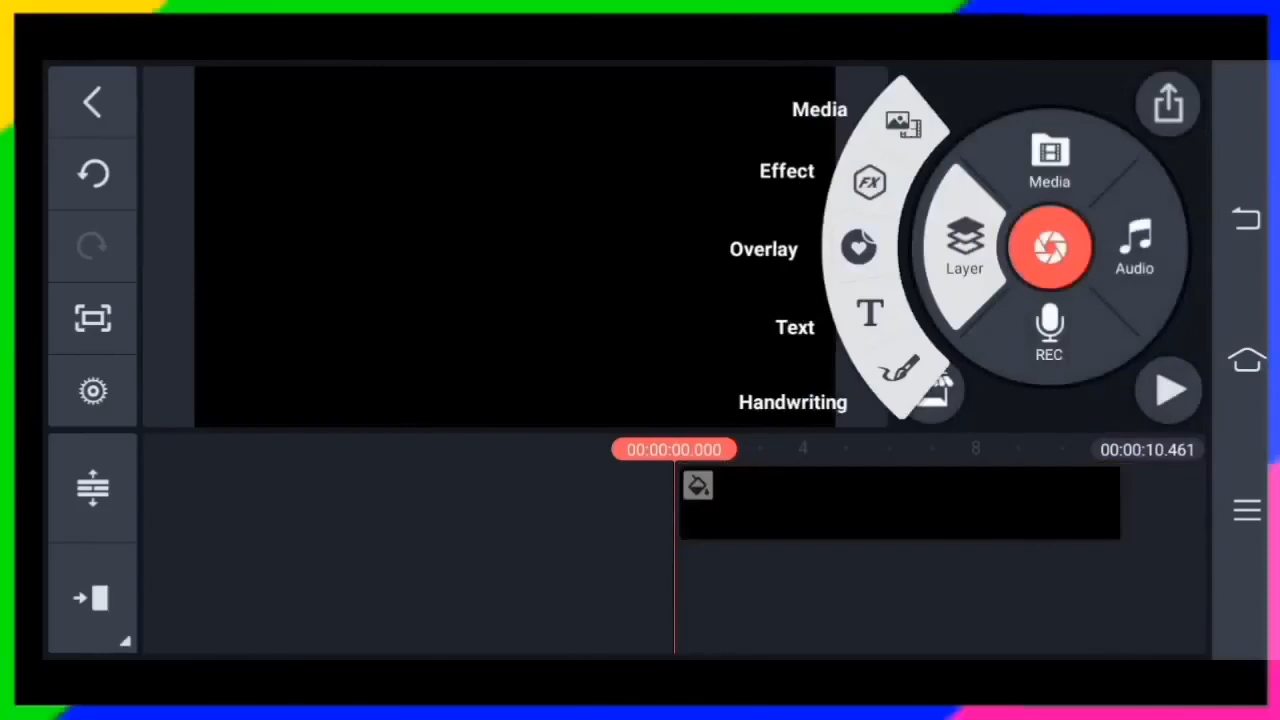 Media
Effect
FX
Overlay
T
Text
Handwriting
Media
Layer
Audio
REC
00:00:00.000
4
8
00:00:10.461